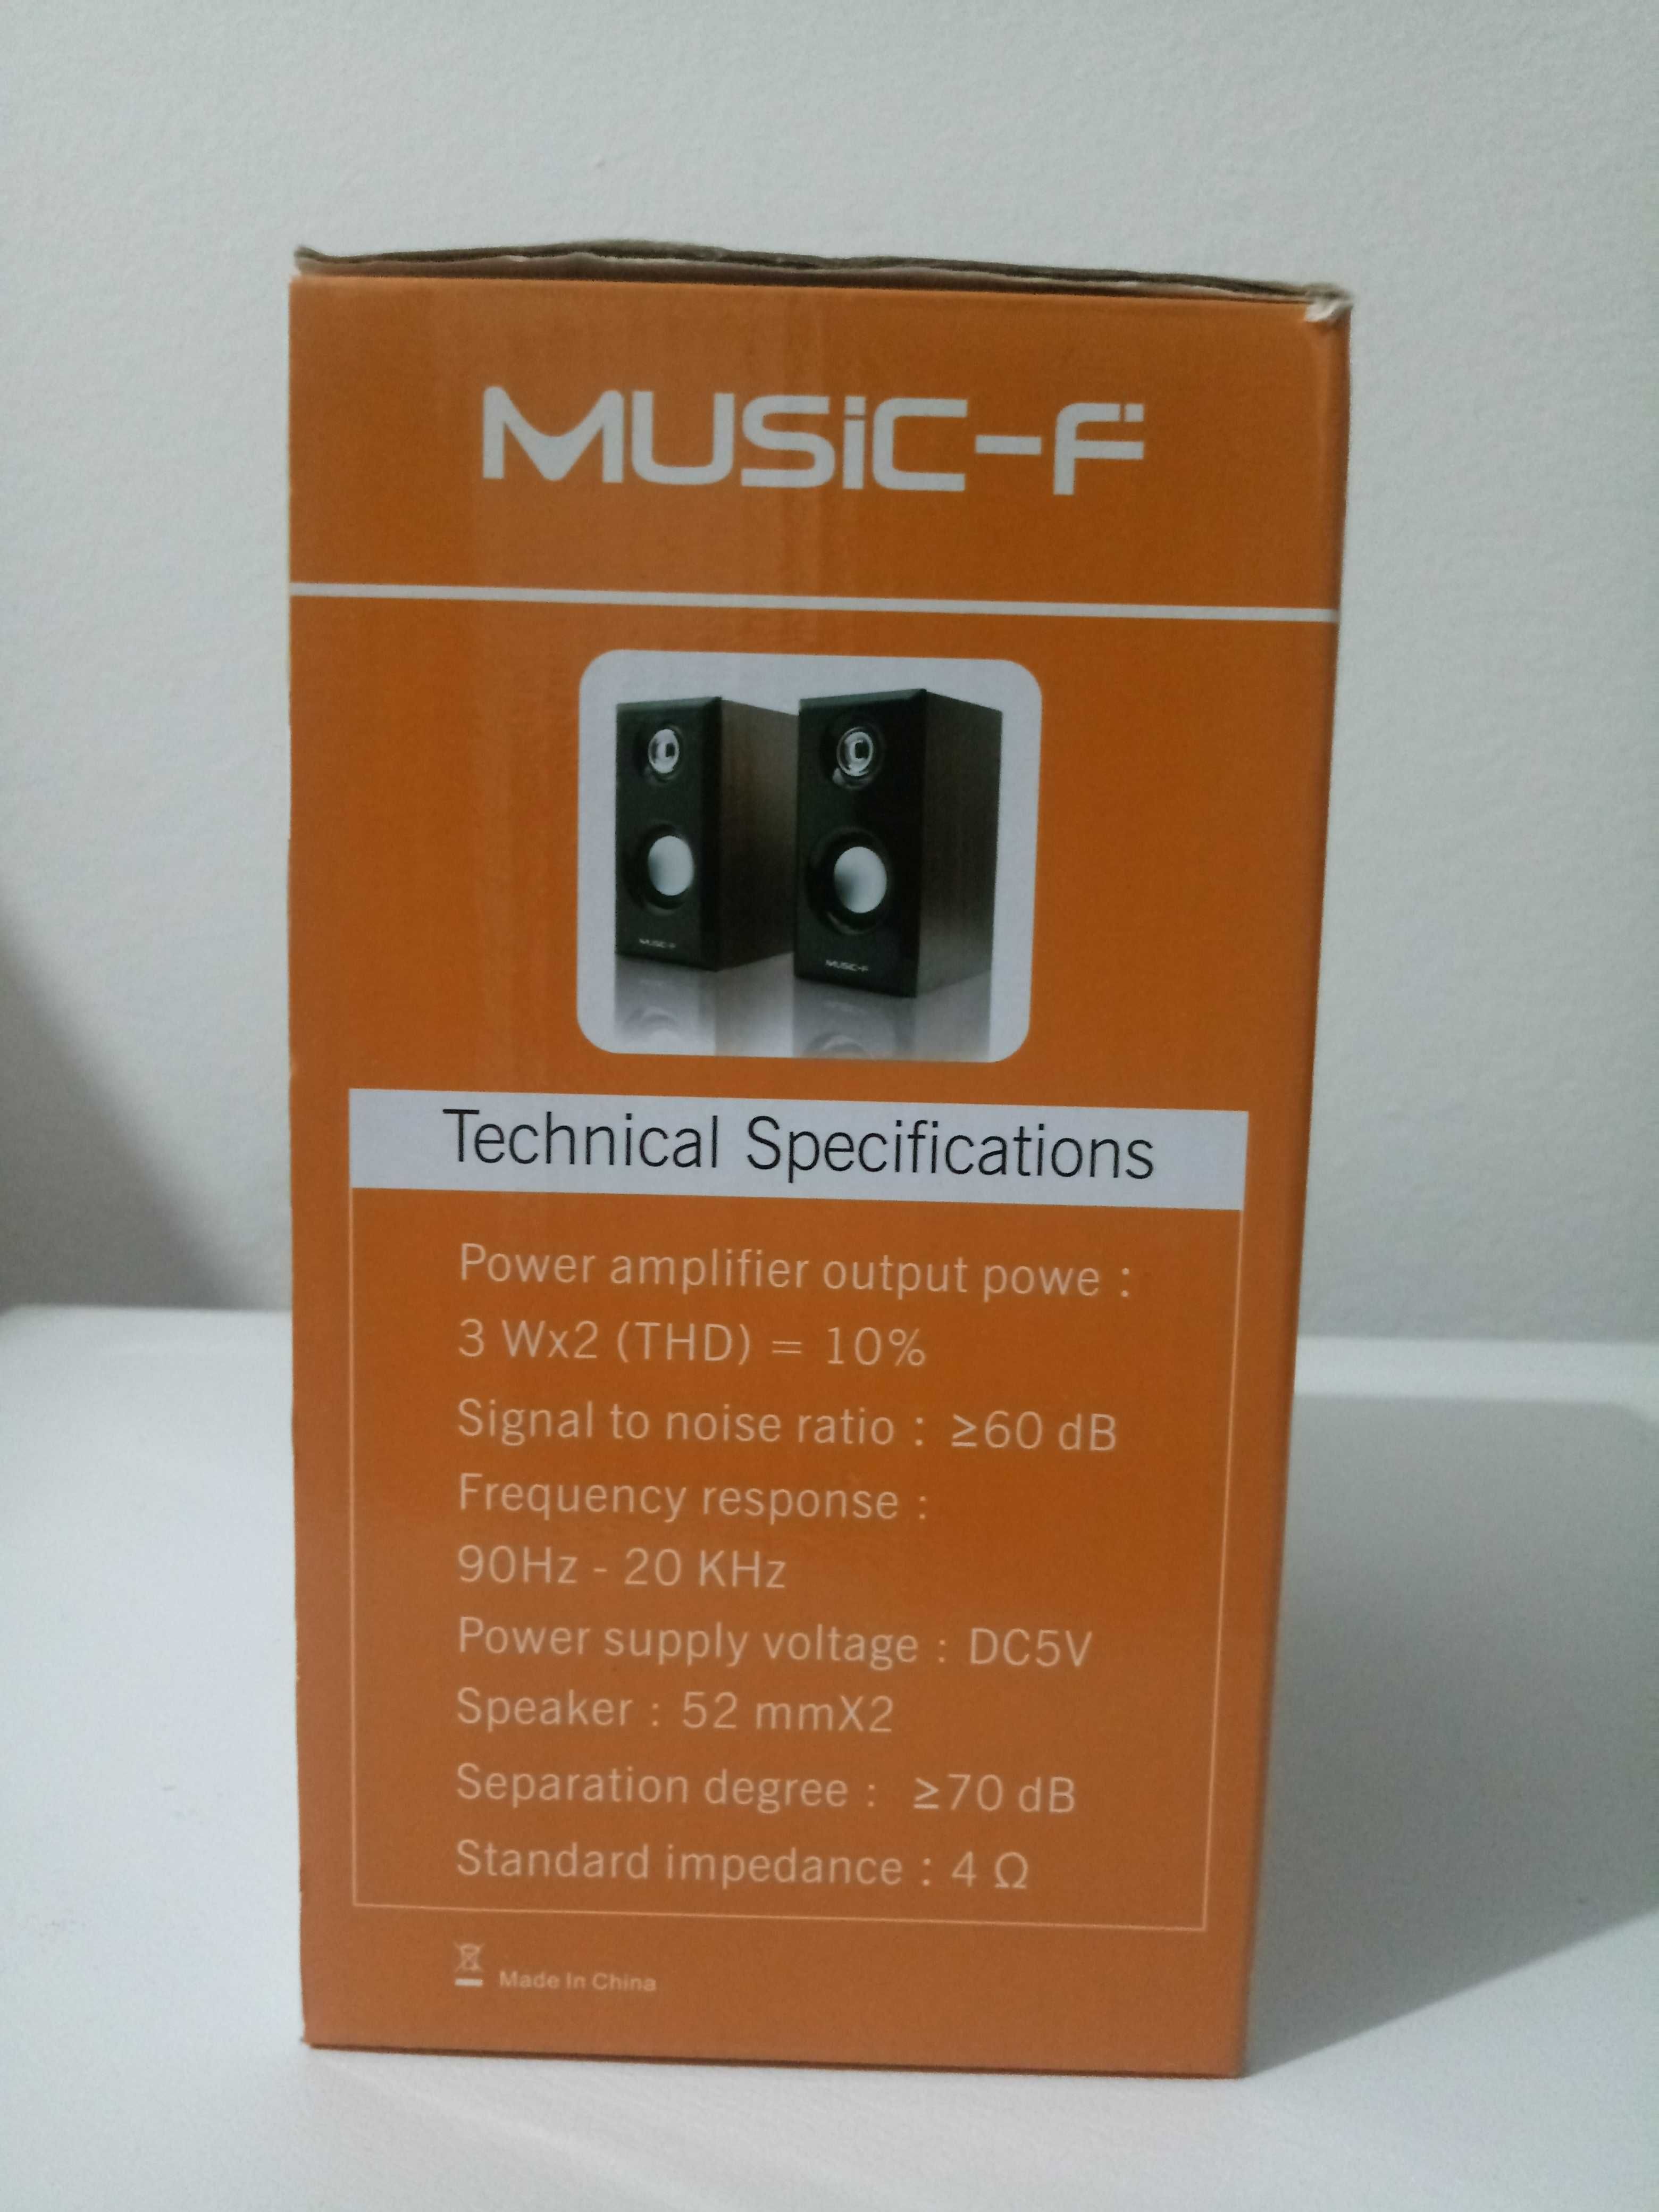 MUSiC-F
MUSiC-F
MUSiC-F
Technical Specifications
Power amplifier output powe :
3 Wx2 (THD) = 10%
Signal to noise ratio : ≥60 dB
Frequency response :
90Hz - 20 KHz
Power supply voltage : DC5V
Speaker : 52 mmX2
Separation degree : ≥70 dB
Standard impedance : 4 Ω
Made In China